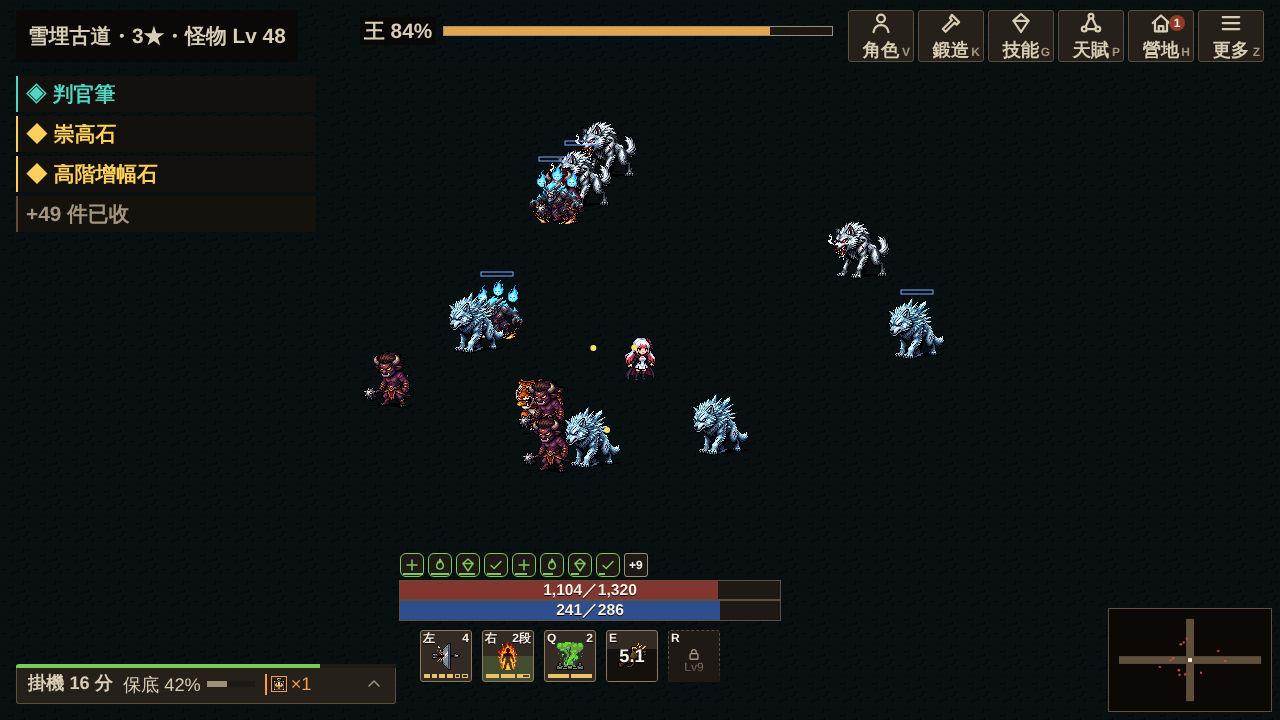 雪埋古道·3★·怪物 Lv 48
王 84%
角色 V
鍛造 K
技能 G
天賦 P
營地 H
1
更多 Z
◈ 判官筆
◆ 崇高石
◆ 高階增幅石
+49 件已收
+9
1,104／1,320
241／286
左 4
右 2段
Q 2
E 5.1
R Lv9
掛機 16 分 保底 42% ×1